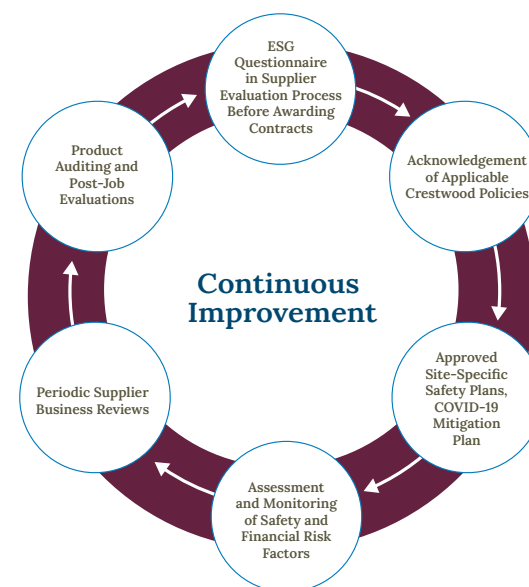 ESG
Questionnaire
in Supplier
Evaluation Process
Before Awarding
Contracts
Acknowledgement
of Applicable
Crestwood Policies
Approved
Site-Specific
Safety Plans,
COVID-19
Mitigation
Plan
Assessment
and Monitoring
of Safety and
Financial Risk
Factors
Periodic Supplier
Business Reviews
Product
Auditing and
Post-Job
Evaluations
Continuous
Improvement